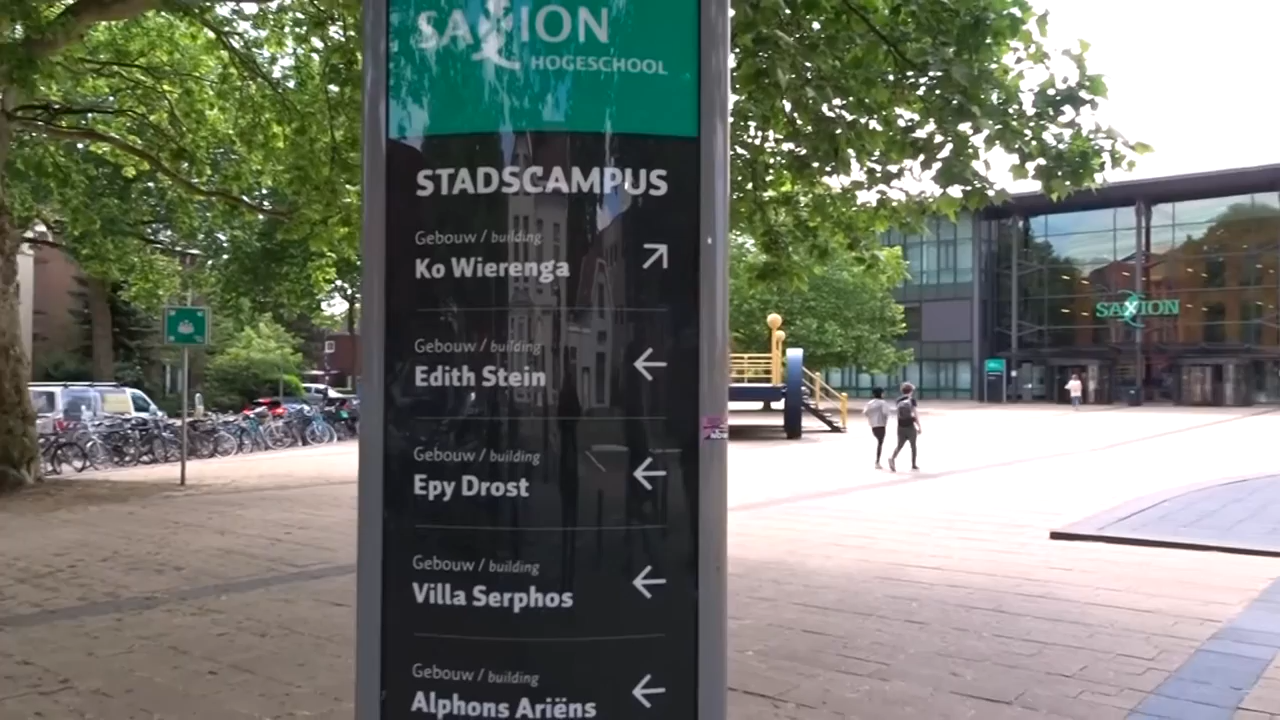 SAXION
HOGESCHOOL
STADSCAMPUS
Gebouw / building
Ko Wierenga
Gebouw / building
Edith Stein
Gebouw / building
Epy Drost
Gebouw / building
Villa Serphos
Gebouw / building
Alphons Ariëns
SAXION